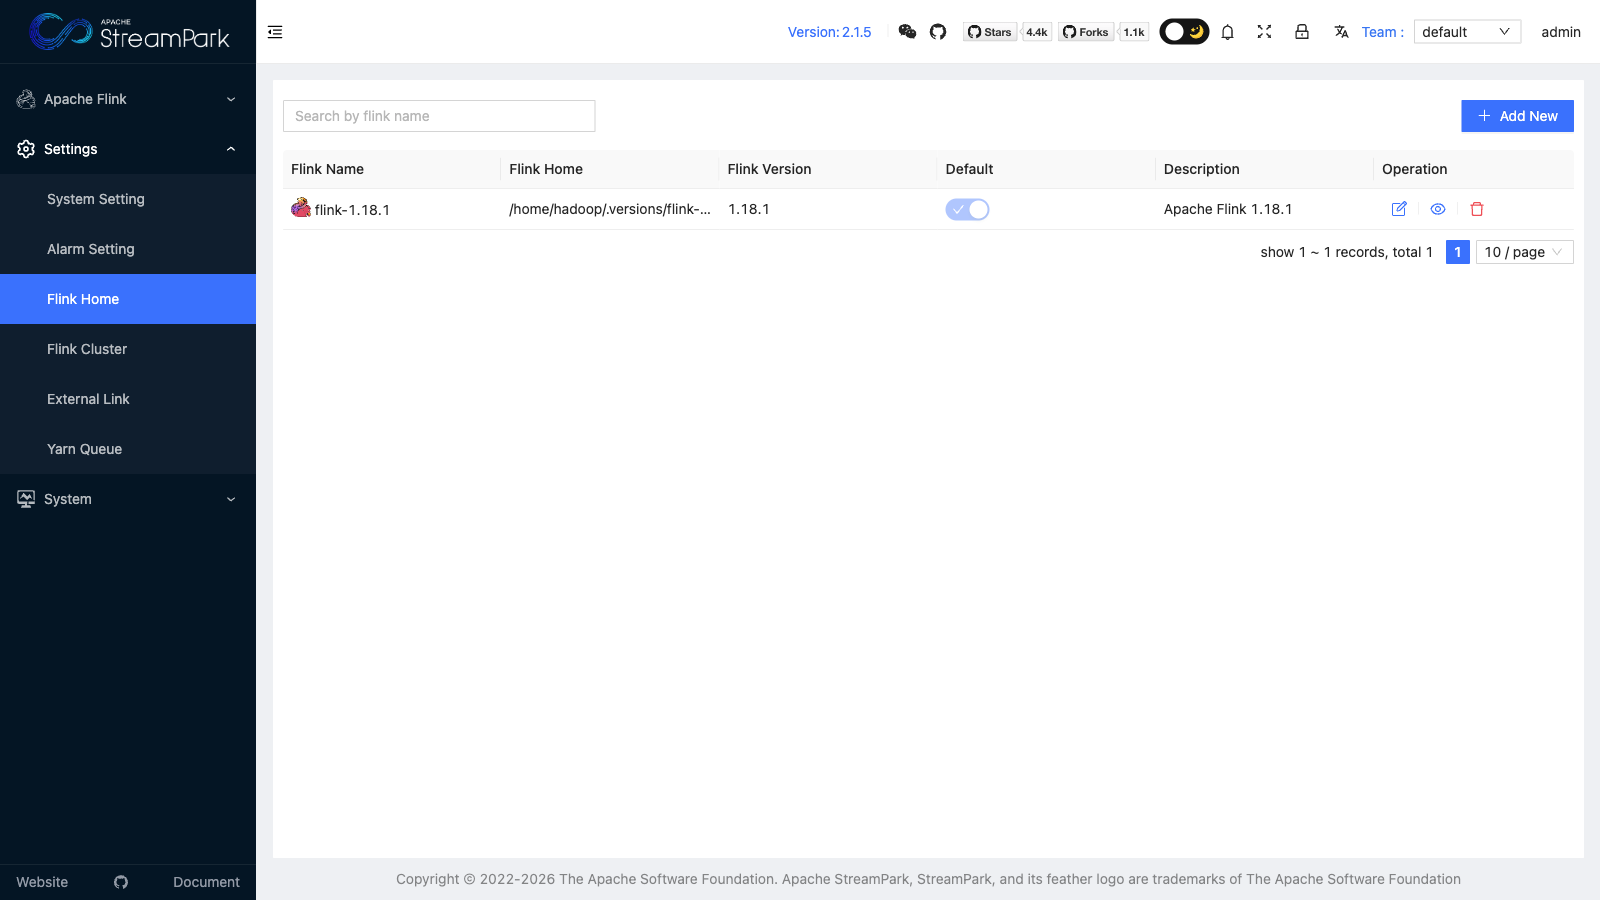 APACHE
StreamPark
Version: 2.1.5
Stars
4.4k
Forks
1.1k
Team :
default
admin
Apache Flink
Settings
System Setting
Alarm Setting
Flink Home
Flink Cluster
External Link
Yarn Queue
System
Website
Document
Search by flink name
Add New
Flink Name Flink Home Flink Version Default Description Operation
flink-1.18.1 /home/hadoop/.versions/flink-... 1.18.1 Apache Flink 1.18.1
show 1 ~ 1 records, total 1 1 10 / page
Copyright © 2022-2026 The Apache Software Foundation. Apache StreamPark, StreamPark, and its feather logo are trademarks of The Apache Software Foundation